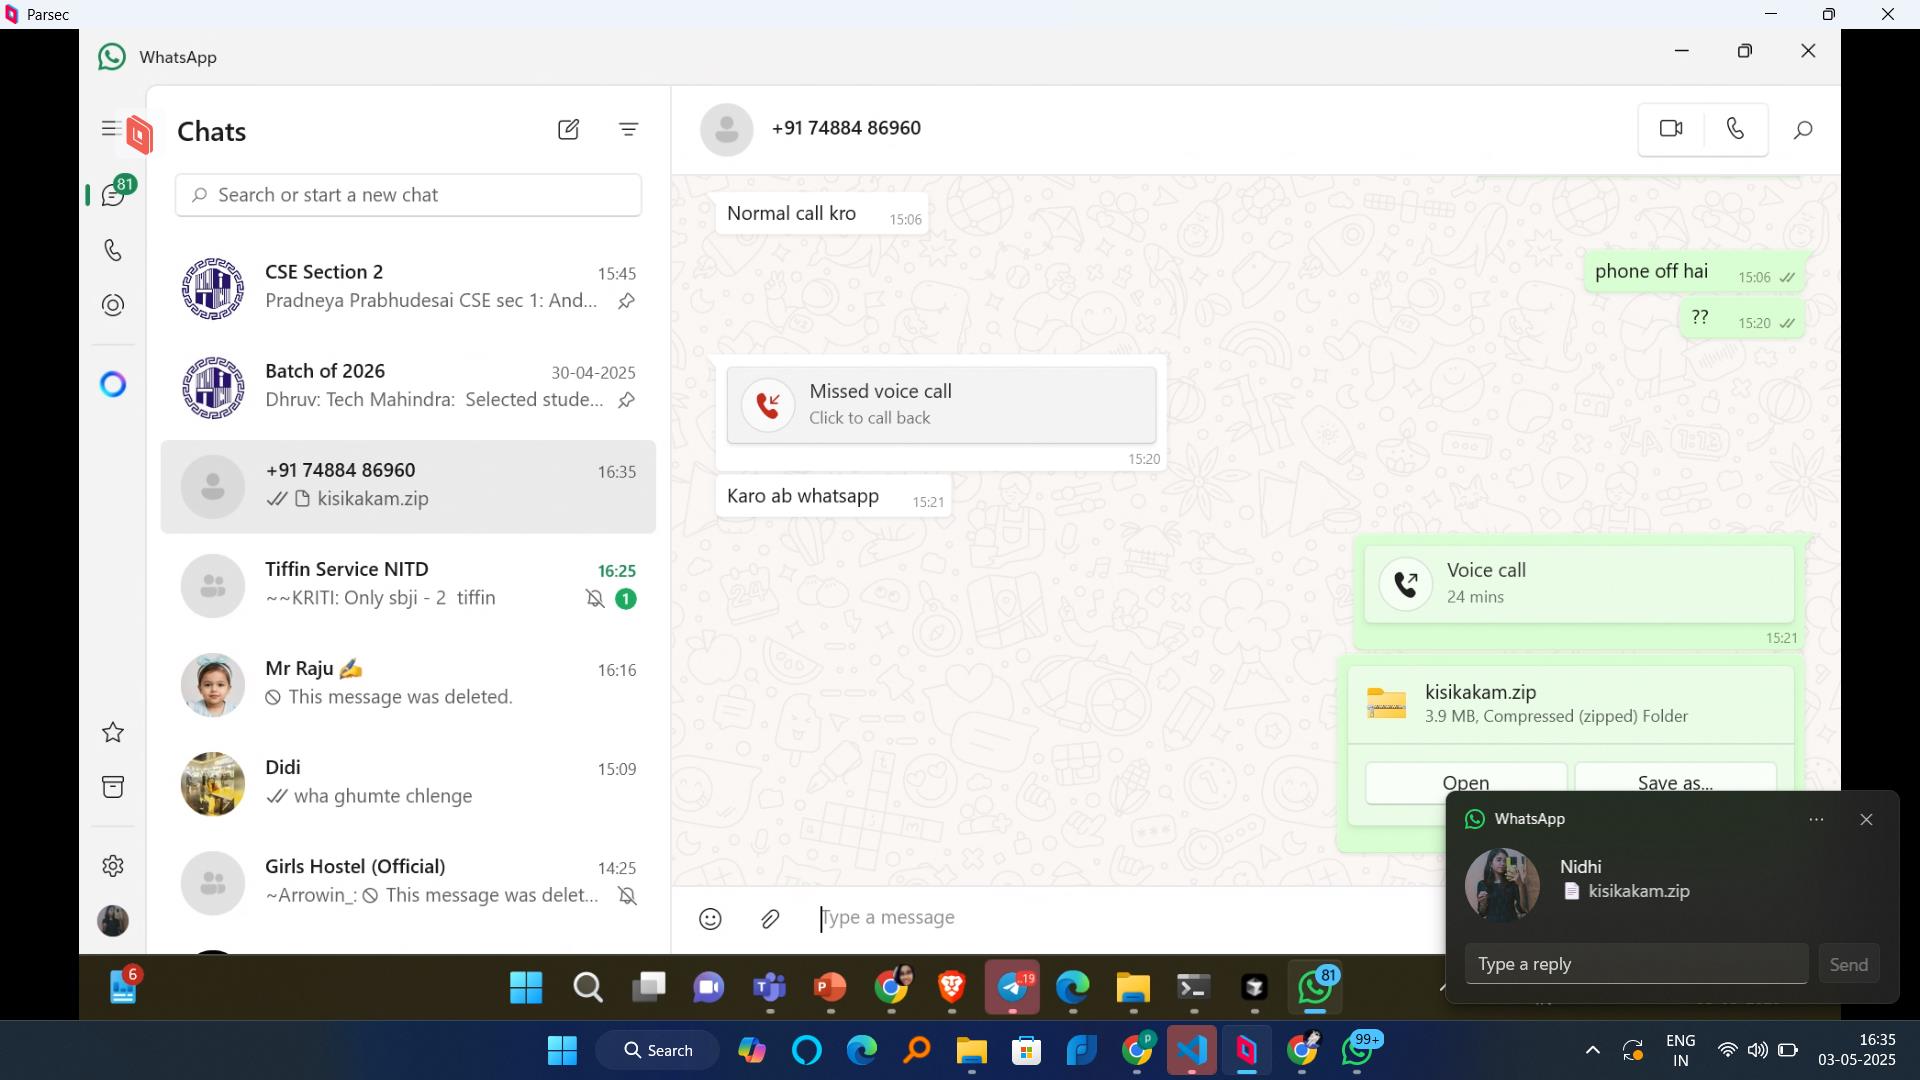 Parsec
WhatsApp
Chats
81
Search or start a new chat
CSE Section 2
15:45
Pradneya Prabhudesai CSE sec 1: And...
Batch of 2026
30-04-2025
Dhruv: Tech Mahindra: Selected stude...
+91 74884 86960
16:35
kisikakam.zip
Tiffin Service NITD
16:25
~~KRITI: Only sbji - 2 tiffin
1
Mr Raju ✍️
16:16
This message was deleted.
Didi
15:09
wha ghumte chlenge
Girls Hostel (Official)
14:25
~Arrowin_: This message was delet...
+91 74884 86960
Normal call kro 15:06
phone off hai 15:06
?? 15:20
Missed voice call
Click to call back
15:20
Karo ab whatsapp 15:21
Voice call
24 mins
15:21
kisikakam.zip
3.9 MB, Compressed (zipped) Folder
Open
Save as...
Type a message
WhatsApp
Nidhi
kisikakam.zip
Type a reply
Send
6
19
81
Search
99+
ENG
IN
16:35
03-05-2025